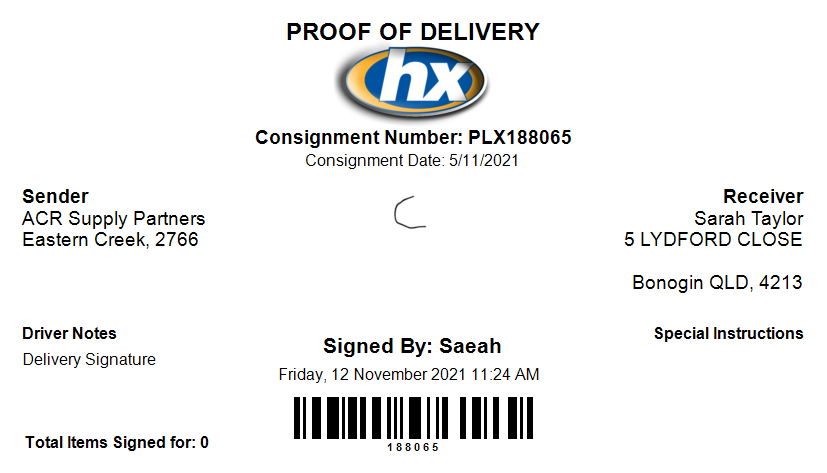 PROOF OF DELIVERY
hx
Consignment Number: PLX188065
Consignment Date: 5/11/2021
Sender
ACR Supply Partners
Eastern Creek, 2766
Receiver
Sarah Taylor
5 LYDFORD CLOSE
Bonogin QLD, 4213
Driver Notes
Delivery Signature
Signed By: Saeah
Friday, 12 November 2021 11:24 AM
Special Instructions
188065
Total Items Signed for: 0